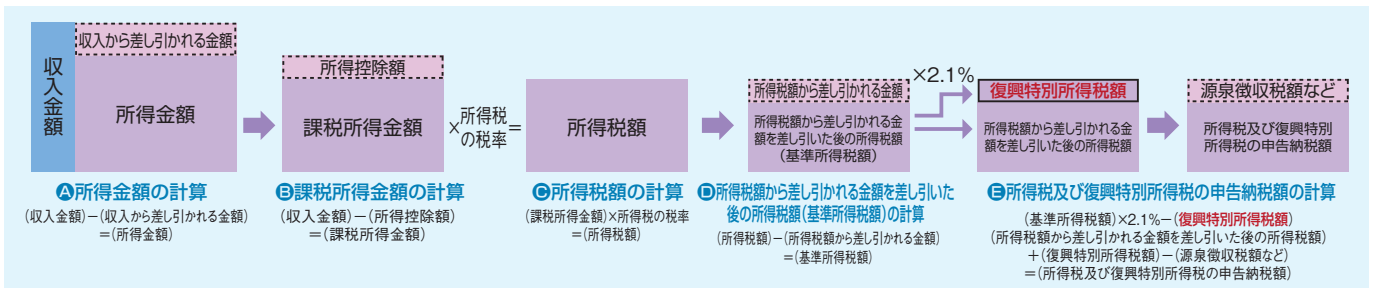 収入金額
収入から差し引かれる金額
所得金額
所得控除額
課税所得金額
×所得税の税率＝
所得税額
所得税額から差し引かれる金額
所得税額から差し引かれる金
額を差し引いた後の所得税額
（基準所得税額）
×2.1%
復興特別所得税額
所得税額から差し引かれる金
額を差し引いた後の所得税額
源泉徴収税額など
所得税及び復興特別
所得税の申告納税額
Ⓐ所得金額の計算
（収入金額）−（収入から差し引かれる金額）
＝（所得金額）
Ⓑ課税所得金額の計算
（収入金額）−（所得控除額）
＝（課税所得金額）
Ⓒ所得税額の計算
（課税所得金額）×所得税の税率
＝（所得税額）
Ⓓ所得税額から差し引かれる金額を差し引いた
後の所得税額（基準所得税額）の計算
（所得税額）−（所得税額から差し引かれる金額）
＝（基準所得税額）
Ⓔ所得税及び復興特別所得税の申告納税額の計算
（基準所得税額）×2.1%−（復興特別所得税額）
（所得税額から差し引かれる金額を差し引いた後の所得税額）
＋（復興特別所得税額）−（源泉徴収税額など）
＝（所得税及び復興特別所得税の申告納税額）